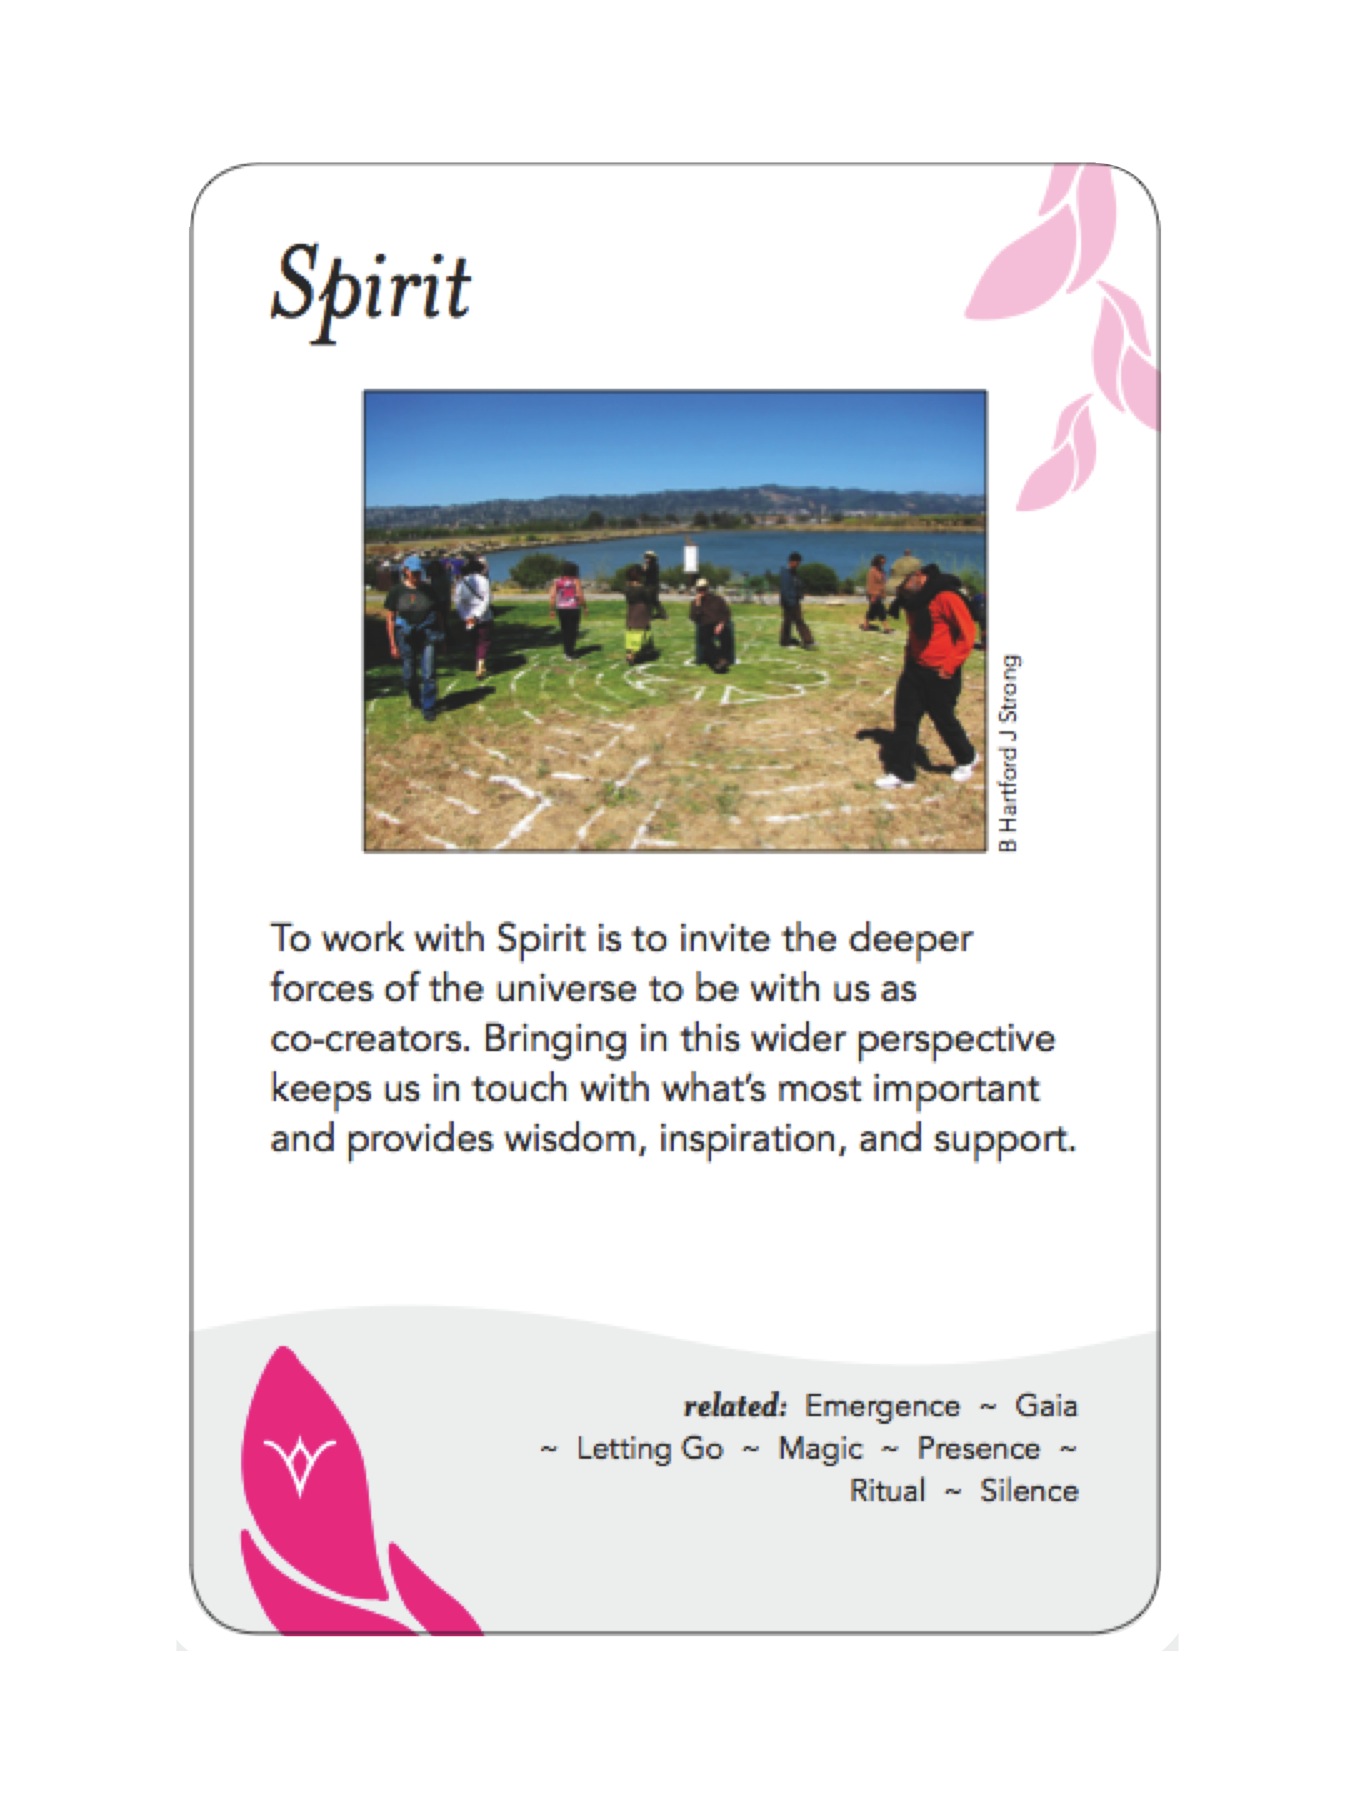 Spirit
B Hartford J Strong
To work with Spirit is to invite the deeper
forces of the universe to be with us as
co-creators. Bringing in this wider perspective
keeps us in touch with what's most important
and provides wisdom, inspiration, and support.
related: Emergence ~ Gaia
~ Letting Go ~ Magic ~ Presence ~
Ritual ~ Silence